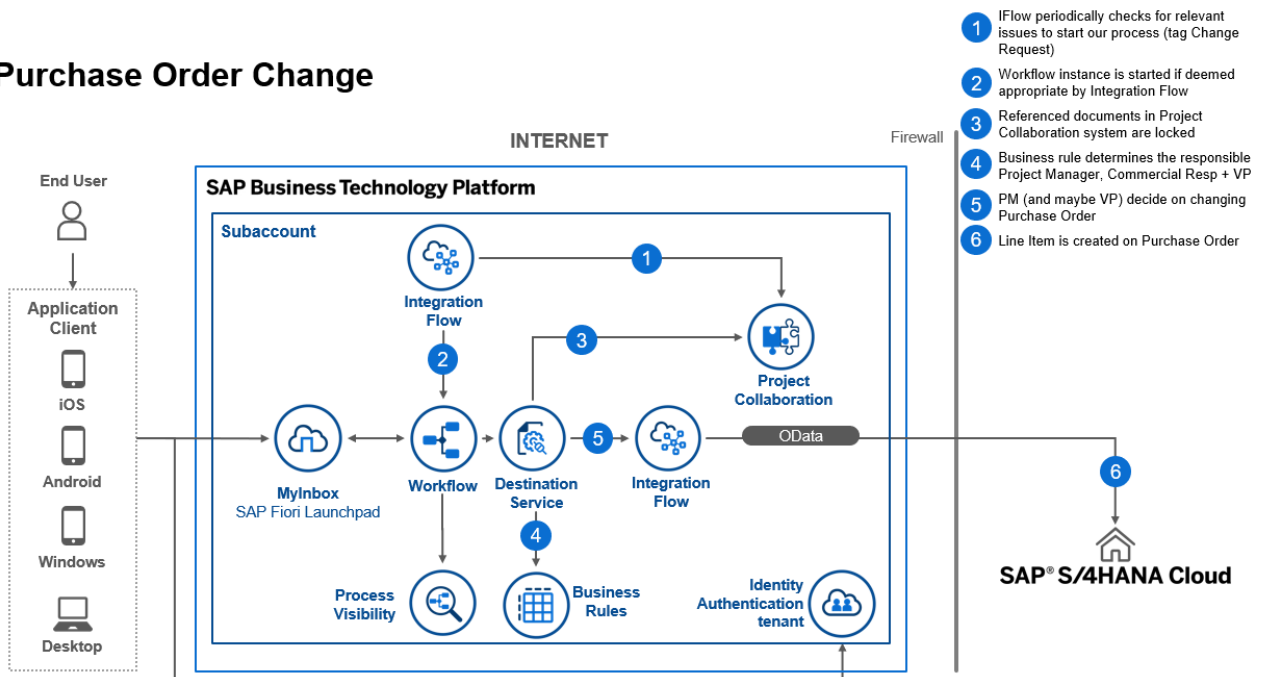 Purchase Order Change
1
IFlow periodically checks for relevant
issues to start our process (tag Change
Request)
2
Workflow instance is started if deemed
appropriate by Integration Flow
3
Referenced documents in Project
Collaboration system are locked
4
Business rule determines the responsible
Project Manager, Commercial Resp + VP
5
PM (and maybe VP) decide on changing
Purchase Order
6
Line Item is created on Purchase Order
INTERNET
Firewall
End User
Application
Client
iOS
Android
Windows
Desktop
SAP Business Technology Platform
Subaccount
Integration
Flow
1
2
3
Project
Collaboration
MyInbox
SAP Fiori Launchpad
Workflow
Destination
Service
5
Integration
Flow
OData
4
6
SAP® S/4HANA Cloud
Process
Visibility
Business
Rules
Identity
Authentication
tenant